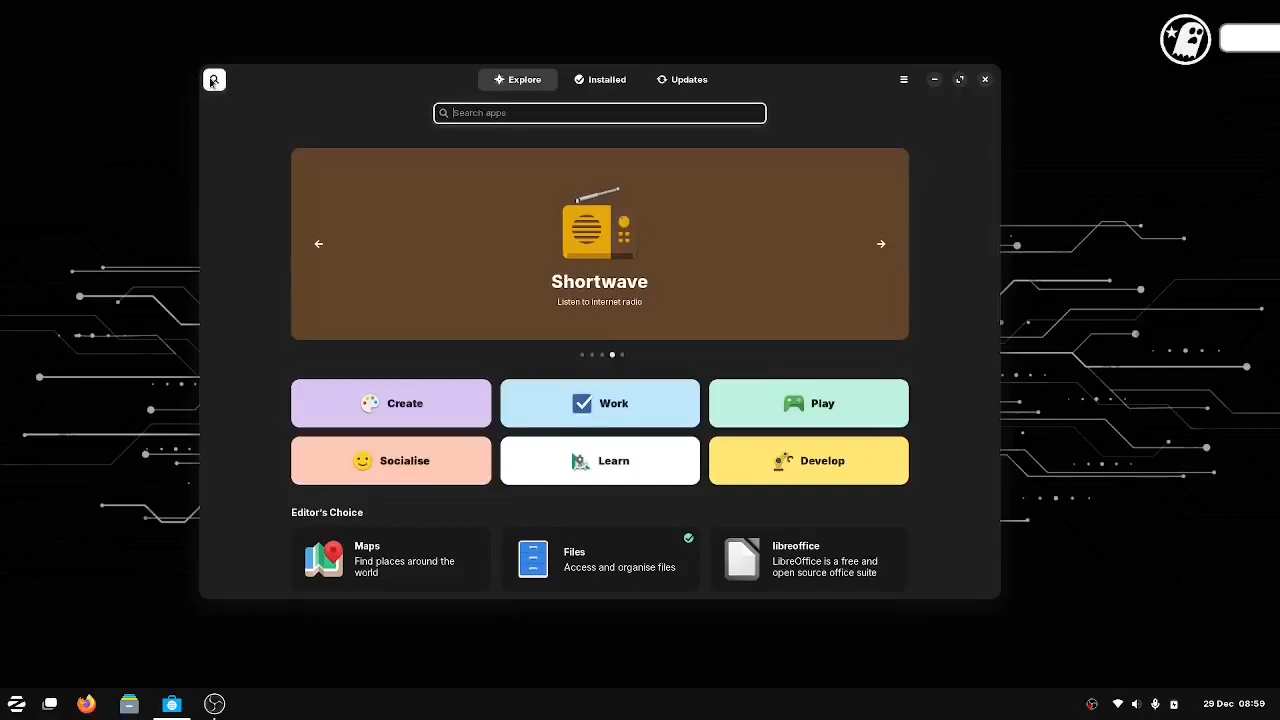 Explore
Installed
Updates
Search apps
Shortwave
Listen to internet radio
Create
Work
Play
Socialise
Learn
Develop
Editor's Choice
Maps
Find places around the
world
Files
Access and organise files
libreoffice
LibreOffice is a free and
open source office suite
29 Dec 08:59